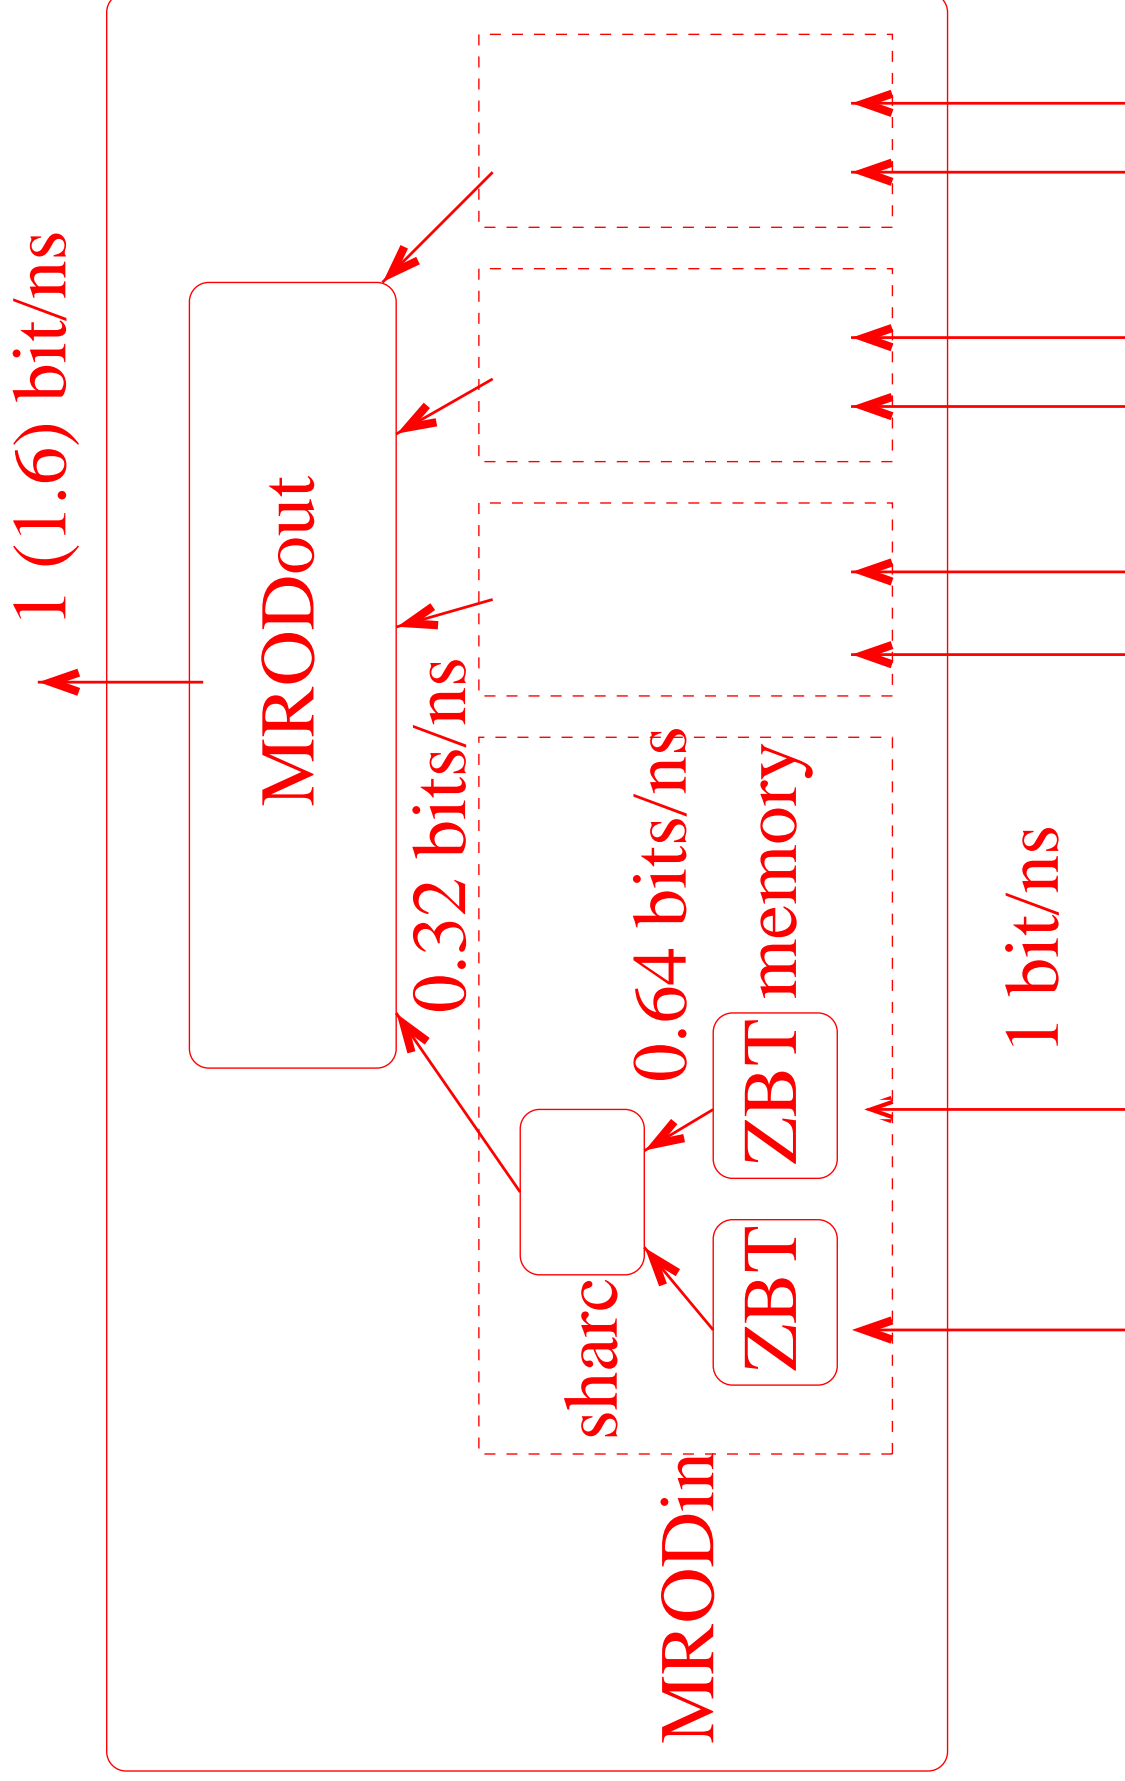 1 (1.6) bit/ns
MRODout
0.32 bits/ns
sharc
0.64 bits/ns
MRODin
ZBT
ZBT
memory
1 bit/ns